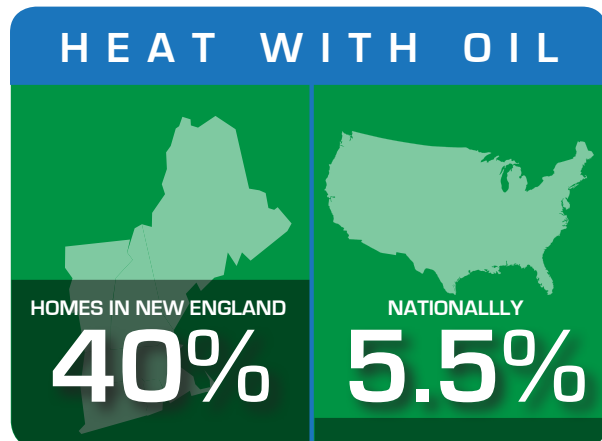 HEAT WITH OIL
HOMES IN NEW ENGLAND
40%
NATIONALLLY
5.5%